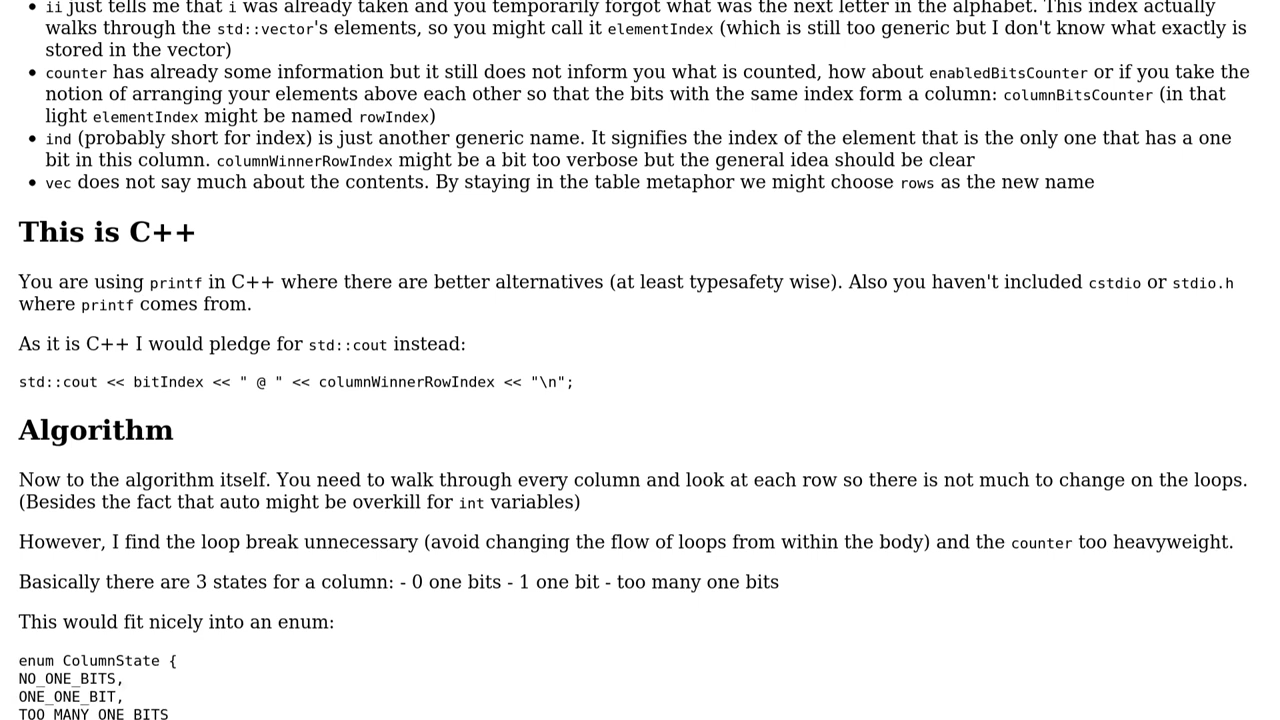 • ii just tells me that i was already taken and you temporarily forgot what was the next letter in the alphabet. This index actually
walks through the std::vector's elements, so you might call it elementIndex (which is still too generic but I don't know what exactly is
stored in the vector)
• counter has already some information but it still does not inform you what is counted, how about enabledBitsCounter or if you take the
notion of arranging your elements above each other so that the bits with the same index form a column: columnBitsCounter (in that
light elementIndex might be named rowIndex)
• ind (probably short for index) is just another generic name. It signifies the index of the element that is the only one that has a one
bit in this column. columnWinnerRowIndex might be a bit too verbose but the general idea should be clear
• vec does not say much about the contents. By staying in the table metaphor we might choose rows as the new name
This is C++
You are using printf in C++ where there are better alternatives (at least typesafety wise). Also you haven't included cstdio or stdio.h
where printf comes from.
As it is C++ I would pledge for std::cout instead:
std::cout << bitIndex << " @ " << columnWinnerRowIndex << "\n";
Algorithm
Now to the algorithm itself. You need to walk through every column and look at each row so there is not much to change on the loops.
(Besides the fact that auto might be overkill for int variables)
However, I find the loop break unnecessary (avoid changing the flow of loops from within the body) and the counter too heavyweight.
Basically there are 3 states for a column: - 0 one bits - 1 one bit - too many one bits
This would fit nicely into an enum:
enum ColumnState {
NO_ONE_BITS,
ONE_ONE_BIT,
TOO_MANY_ONE_BITS